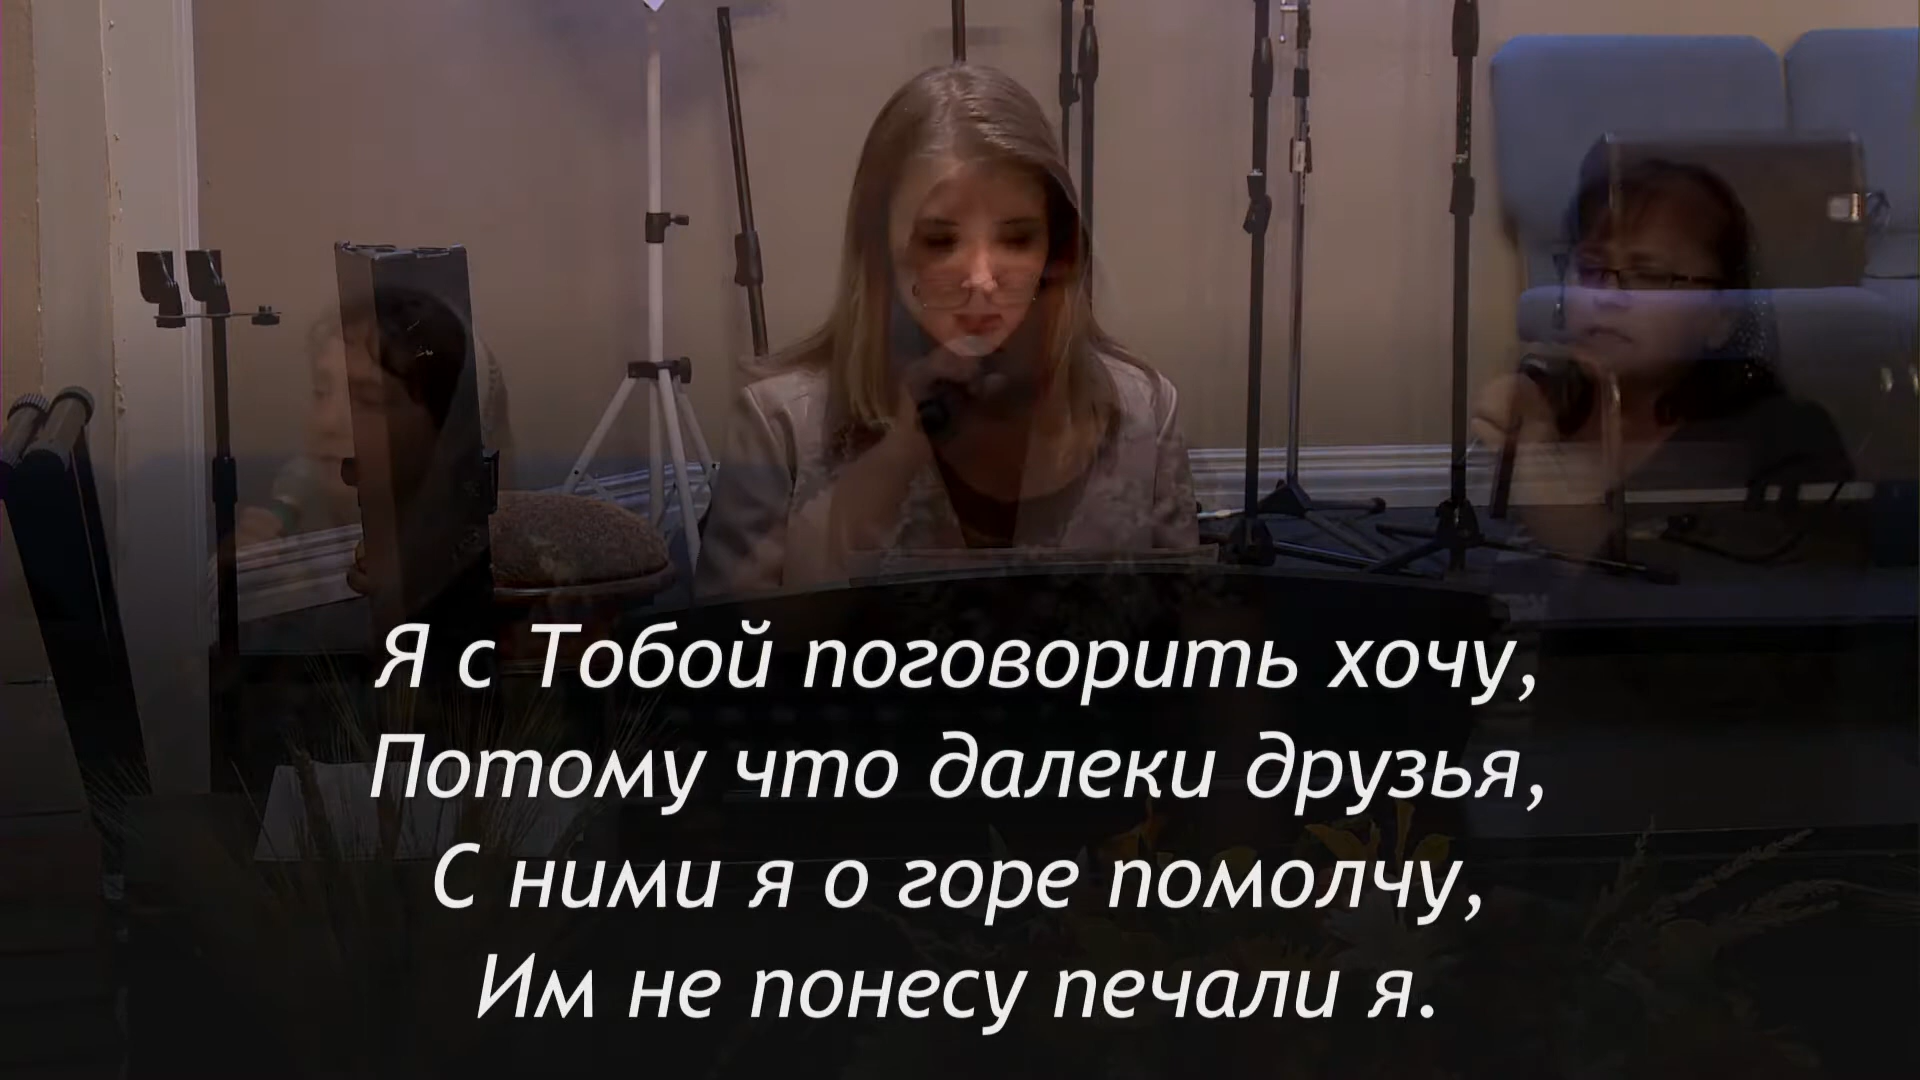 Я с Тобой поговорить хочу,
Потому что далеки друзья,
С ними я о горе помолчу,
Им не понесу печали я.